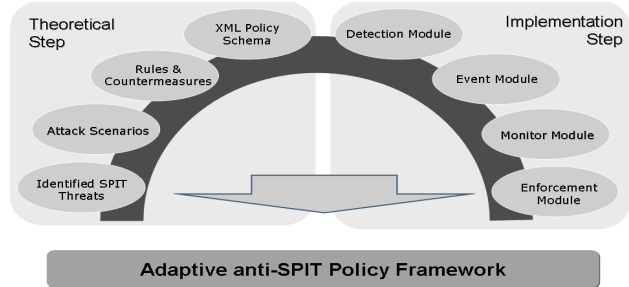 Theoretical
Step
XML Policy
Schema
Rules &
Countermeasures
Attack Scenarios
Identified SPIT
Threats
Implementation
Step
Detection Module
Event Module
Monitor Module
Enforcement
Module
Adaptive anti-SPIT Policy Framework